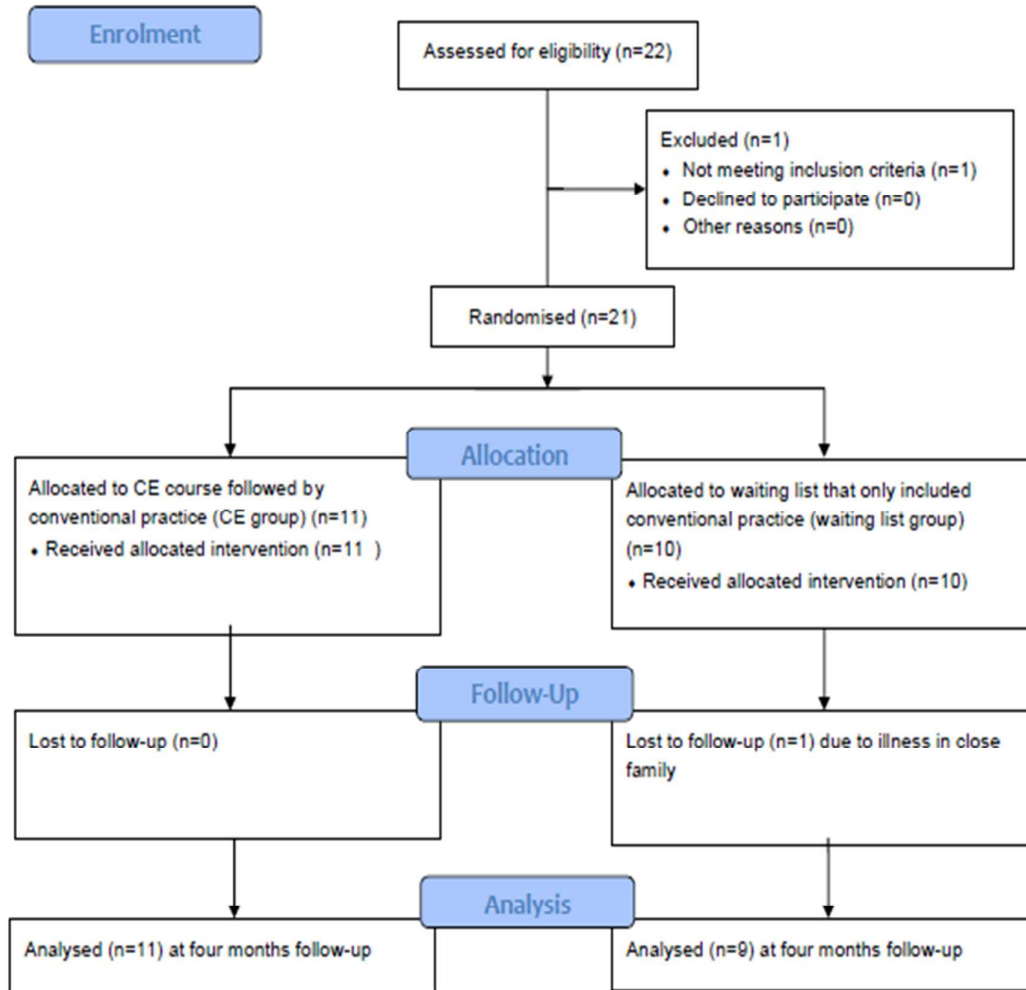 Enrolment
Assessed for eligibility (n=22)
Excluded (n=1)
• Not meeting inclusion criteria (n=1)
• Declined to participate (n=0)
• Other reasons (n=0)
Randomised (n=21)
Allocation
Allocated to CE course followed by
conventional practice (CE group) (n=11)
• Received allocated intervention (n=11 )
Allocated to waiting list that only included
conventional practice (waiting list group)
(n=10)
• Received allocated intervention (n=10)
Follow-Up
Lost to follow-up (n=0)
Lost to follow-up (n=1) due to illness in close
family
Analysis
Analysed (n=11) at four months follow-up
Analysed (n=9) at four months follow-up